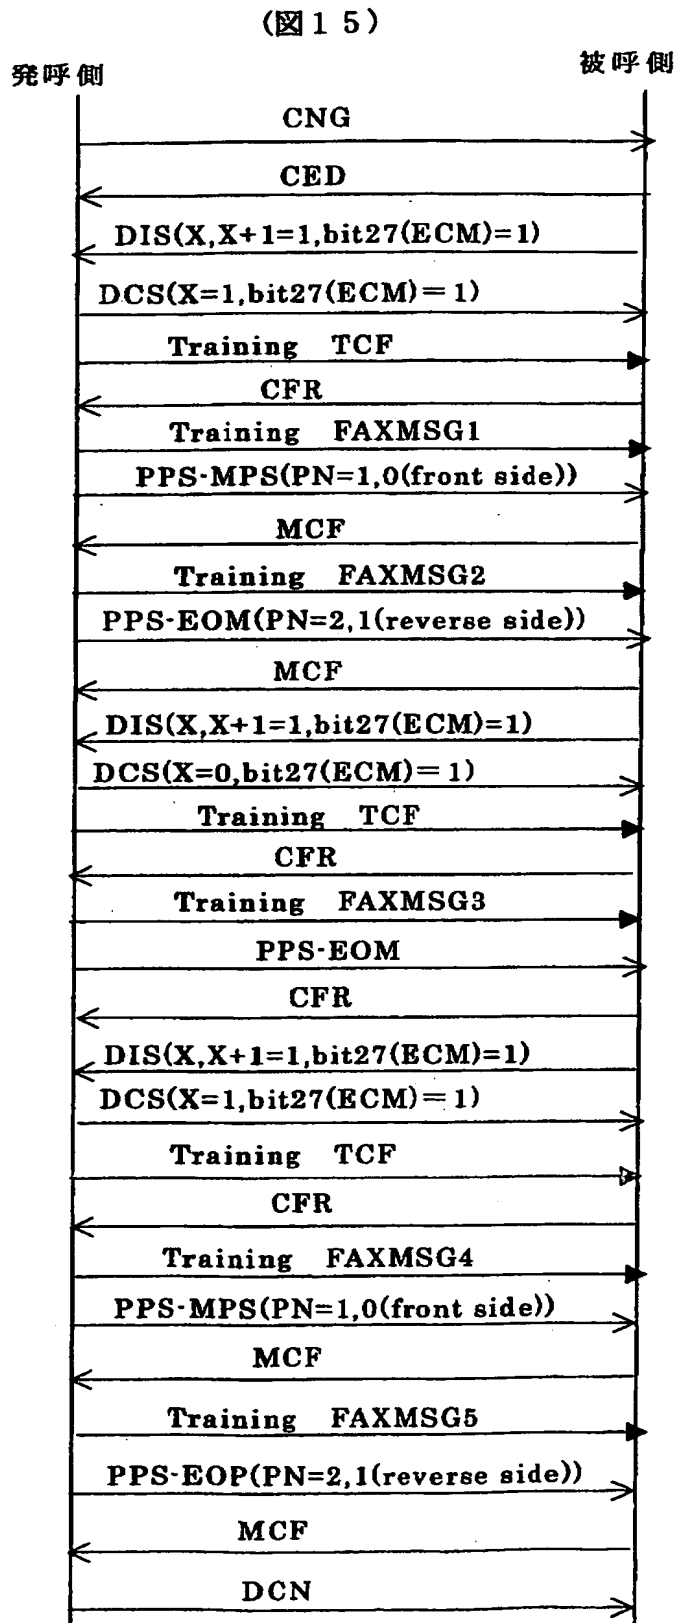 (図１５)
発呼側
被呼側
CNG
CED
DIS(X,X+1=1,bit27(ECM)=1)
DCS(X=1,bit27(ECM)=1)
Training TCF
CFR
Training FAXMSG1
PPS-MPS(PN=1,0(front side))
MCF
Training FAXMSG2
PPS-EOM(PN=2,1(reverse side))
MCF
DIS(X,X+1=1,bit27(ECM)=1)
DCS(X=0,bit27(ECM)=1)
Training TCF
CFR
Training FAXMSG3
PPS-EOM
CFR
DIS(X,X+1=1,bit27(ECM)=1)
DCS(X=1,bit27(ECM)=1)
Training TCF
CFR
Training FAXMSG4
PPS-MPS(PN=1,0(front side))
MCF
Training FAXMSG5
PPS-EOP(PN=2,1(reverse side))
MCF
DCN